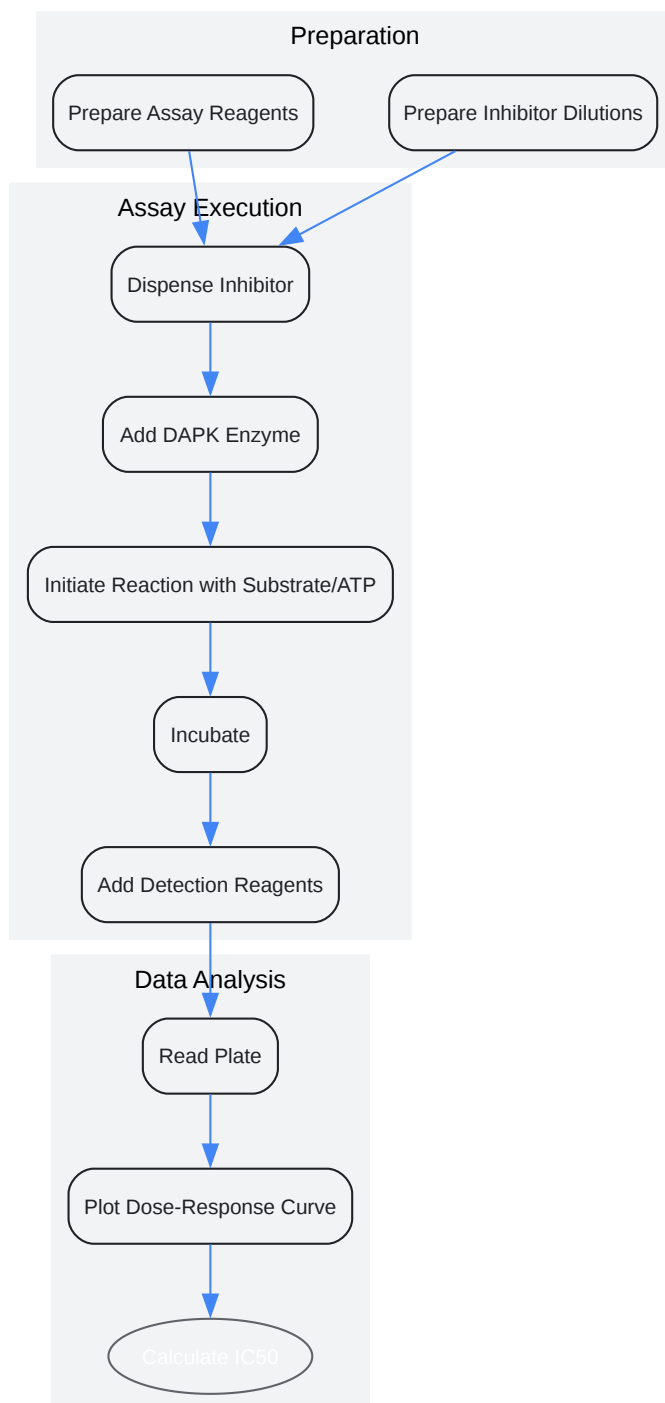 Preparation
Prepare Assay Reagents
Prepare Inhibitor Dilutions
Assay Execution
Dispense Inhibitor
Add DAPK Enzyme
Initiate Reaction with Substrate/ATP
Incubate
Add Detection Reagents
Data Analysis
Read Plate
Plot Dose-Response Curve
Calculate IC50